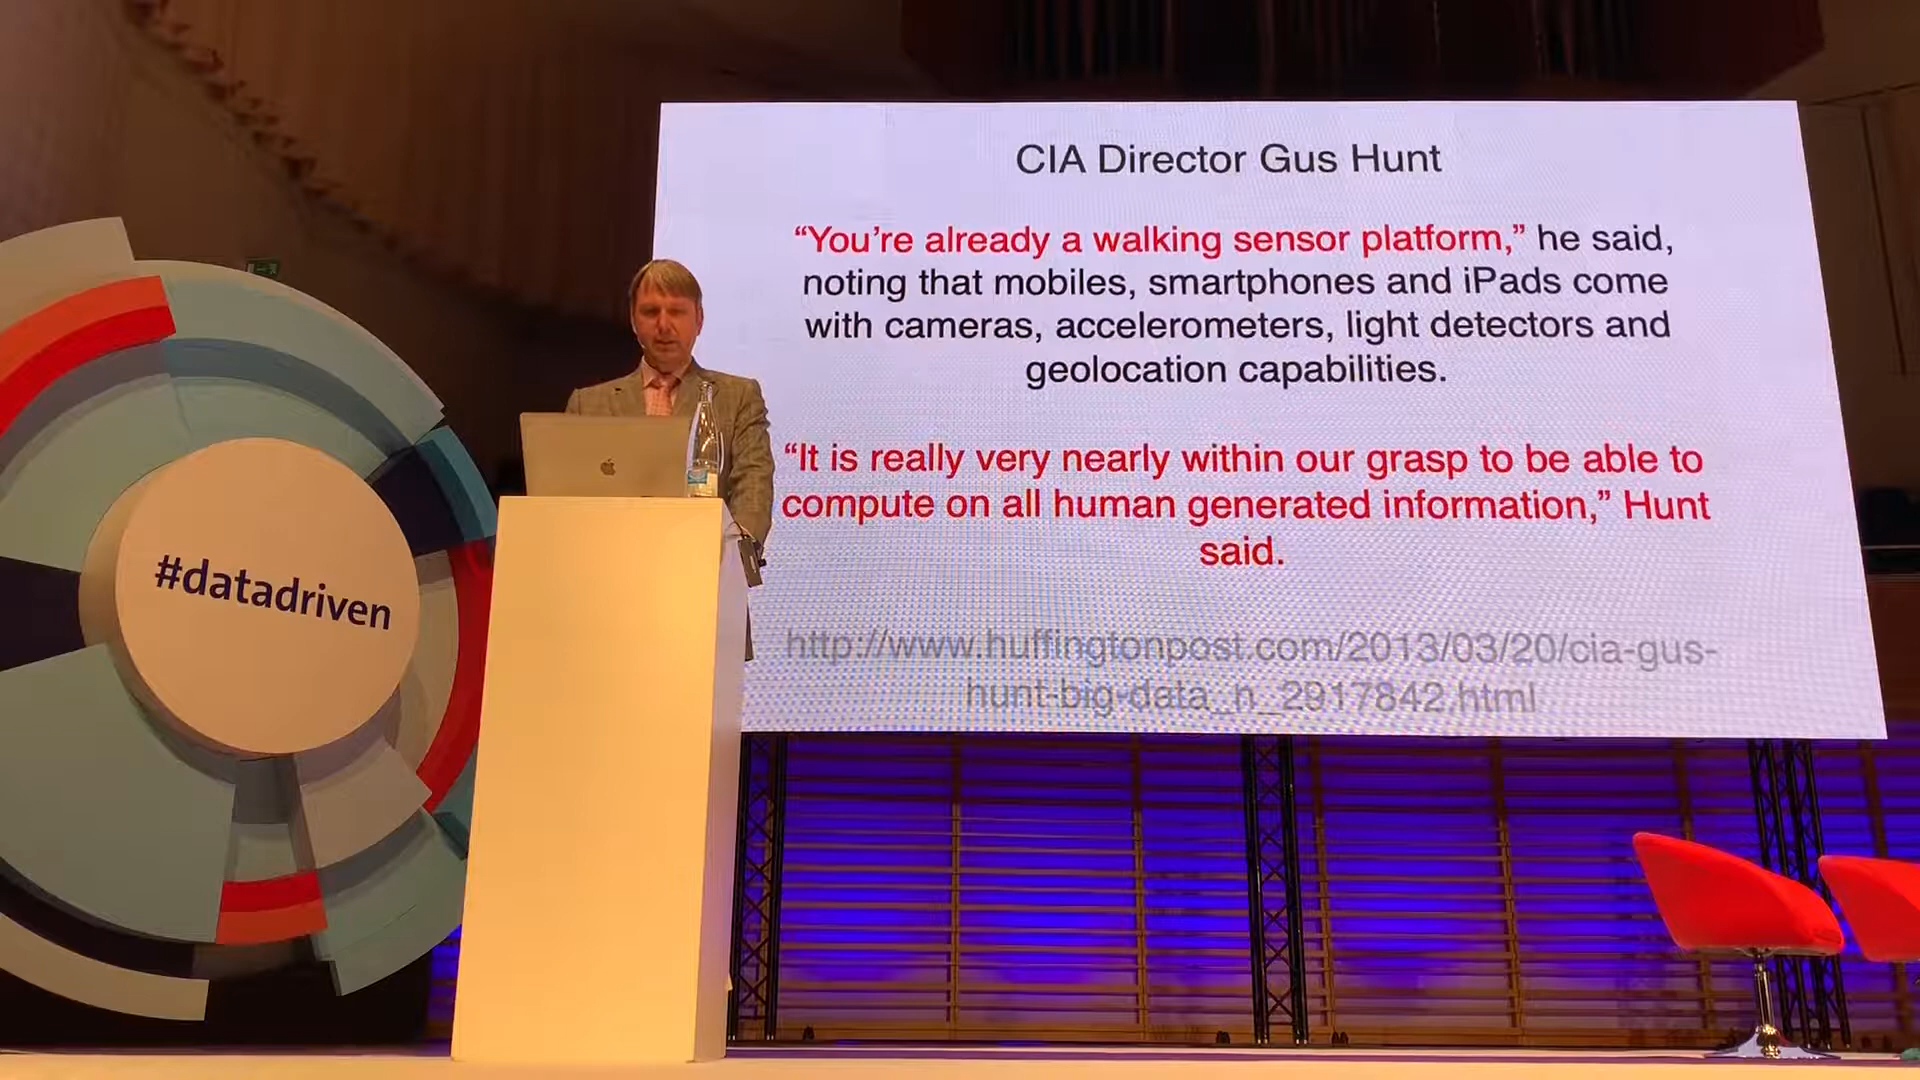 CIA Director Gus Hunt
“You’re already a walking sensor platform,” he said,
noting that mobiles, smartphones and iPads come
with cameras, accelerometers, light detectors and
geolocation capabilities.
“It is really very nearly within our grasp to be able to
compute on all human generated information,” Hunt
said.
http://www.huffingtonpost.com/2013/03/20/cia-gus-
hunt-big-data_n_2917842.html
#datadriven